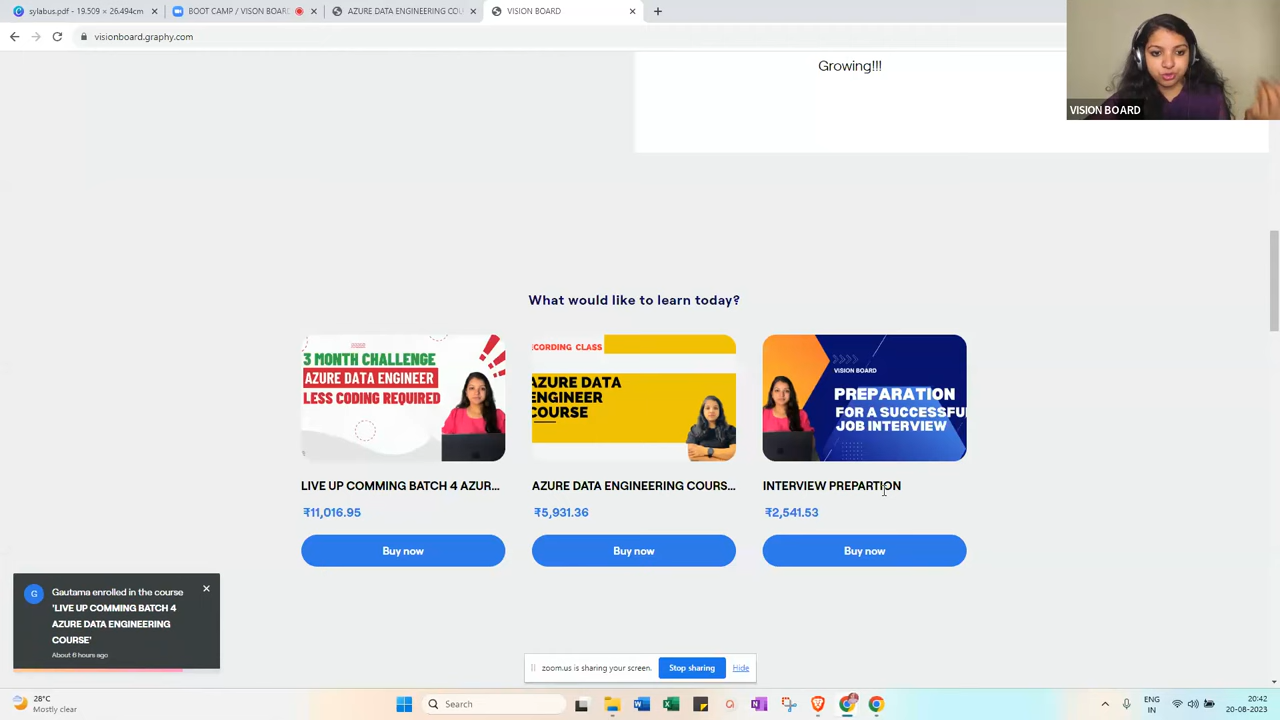 sylabus.pdf - 19.509 × 26.494cm
BOOT CAMP / VISON BOAR
AZURE DATA ENGINEERING COU
VISION BOARD
visionboard.graphy.com
Growing!!!
VISION BOARD
What would like to learn today?
3 MONTH CHALLENGE
AZURE DATA ENGINEER
LESS CODING REQUIRED
CORDING CLASS
AZURE DATA
ENGINEER
COURSE
VISION BOARD
PREPARATION
FOR A SUCCESSFU
JOB INTERVIEW
LIVE UP COMMING BATCH 4 AZUR...
AZURE DATA ENGINEERING COURS...
INTERVIEW PREPARTION
₹11,016.95
₹5,931.36
₹2,541.53
Buy now
Buy now
Buy now
G
Gautama enrolled in the course
'LIVE UP COMMING BATCH 4
AZURE DATA ENGINEERING
COURSE'
About 6 hours ago
zoom.us is sharing your screen.
Stop sharing
Hide
28°C
Mostly clear
Search
ENG
IN
20:42
20-08-2023